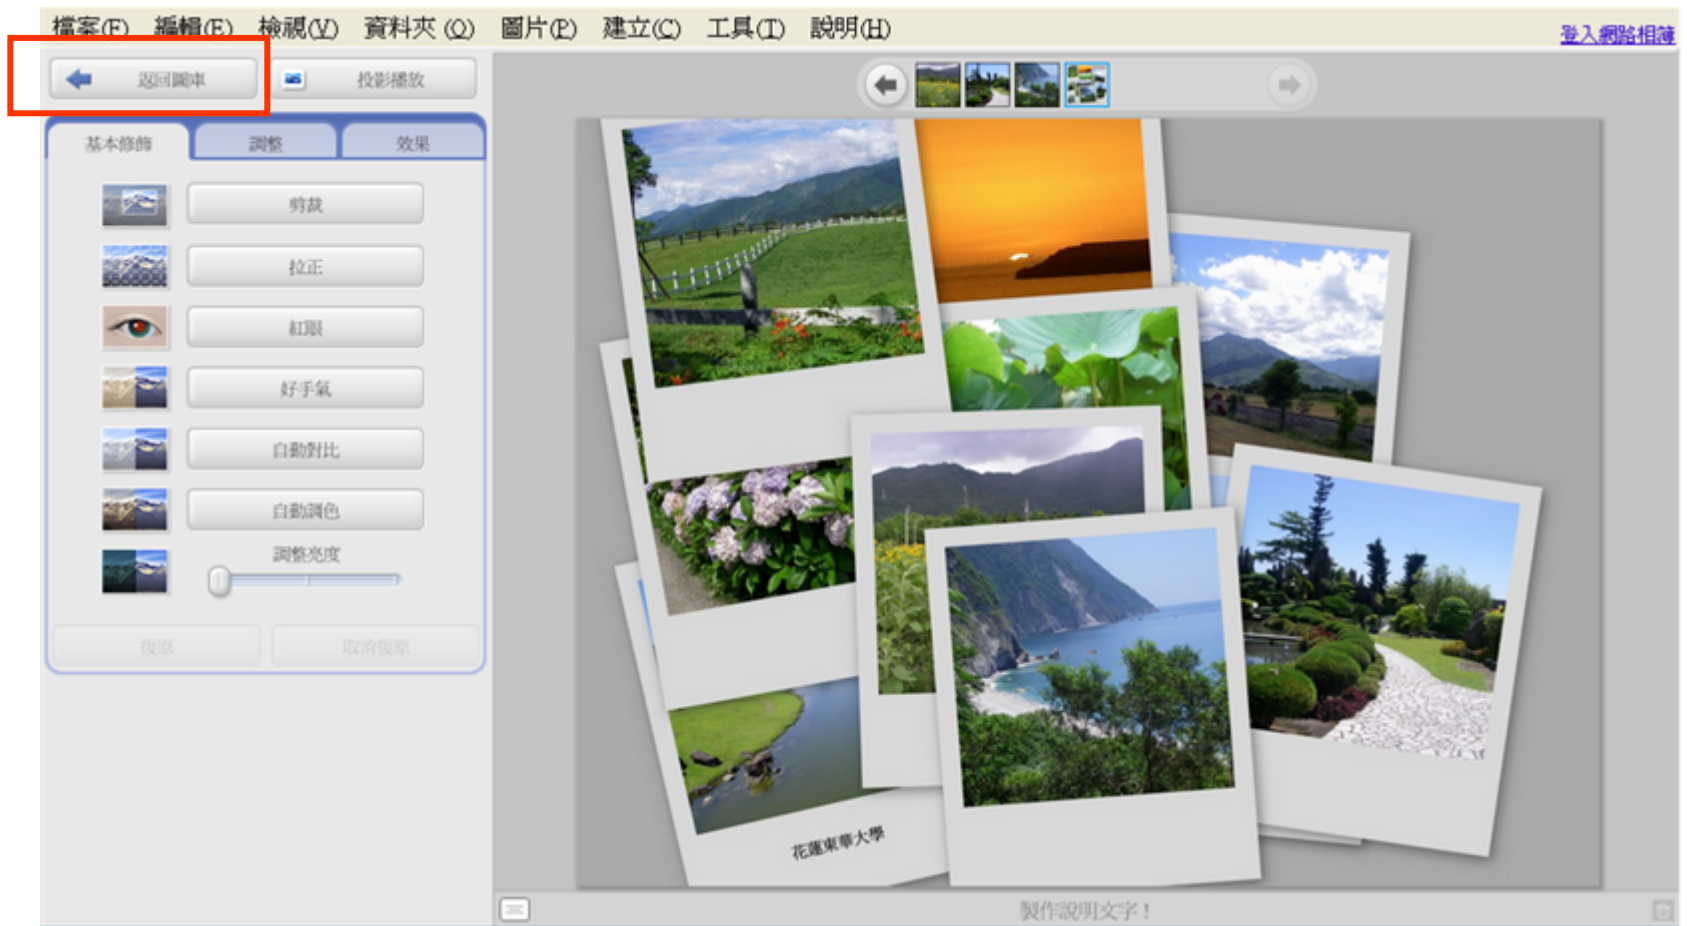 檔案(F) 編輯(E) 檢視(V) 資料夾(O) 圖片(P) 建立(C) 工具(T) 說明(H)
登入網路相簿
返回圖庫 投影播放
基本修飾 調整 效果
剪裁
拉正
紅眼
好手氣
自動對比
自動調色
調整亮度
復原 取消復原
花蓮東華大學
製作說明文字!